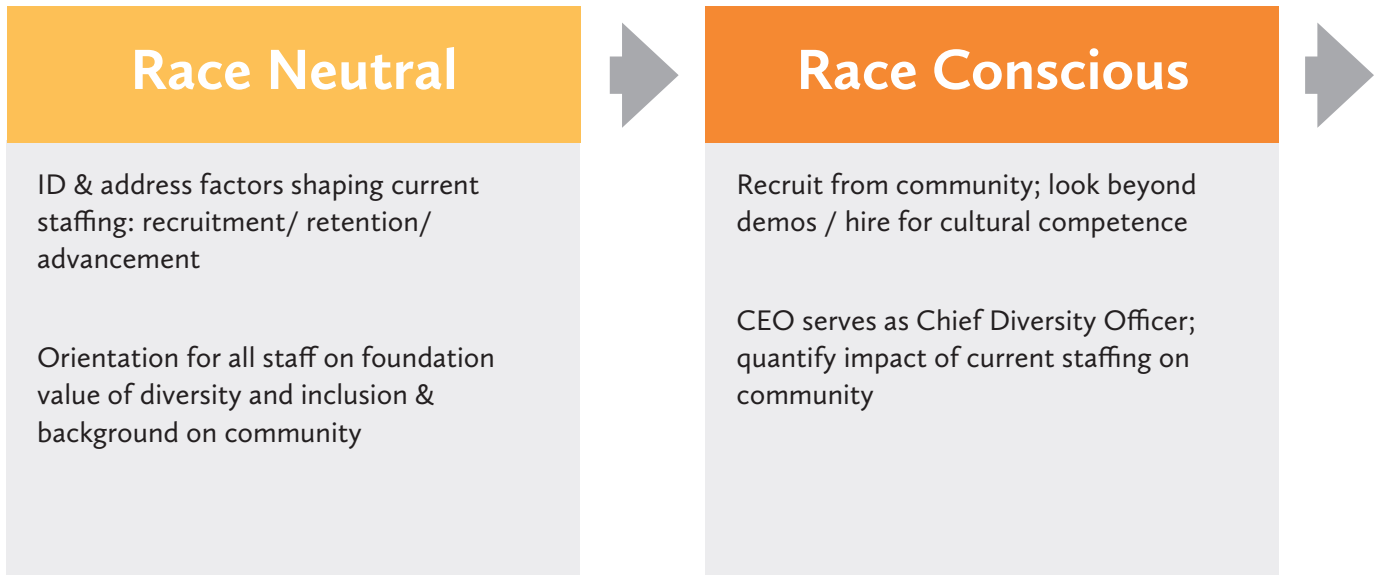 Race Neutral
ID & address factors shaping current
staffing: recruitment/ retention/
advancement
Orientation for all staff on foundation
value of diversity and inclusion &
background on community
Race Conscious
Recruit from community; look beyond
demos / hire for cultural competence
CEO serves as Chief Diversity Officer;
quantify impact of current staffing on
community